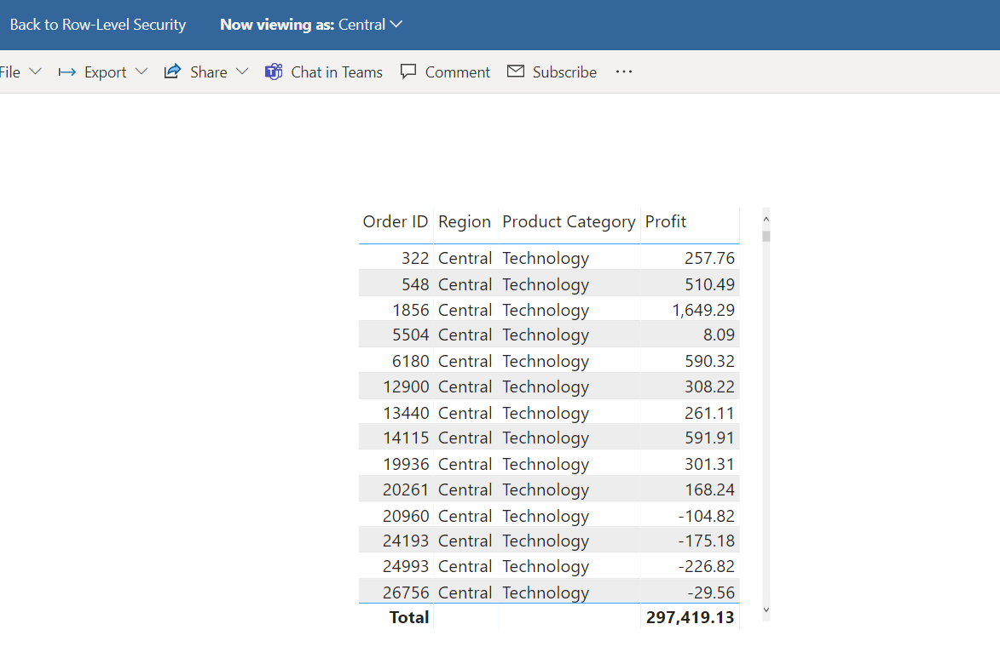 Back to Row-Level Security Now viewing as: Central
File Export Share Chat in Teams Comment Subscribe ...
Order ID Region Product Category Profit
322 Central Technology 257.76
548 Central Technology 510.49
1856 Central Technology 1,649.29
5504 Central Technology 8.09
6180 Central Technology 590.32
12900 Central Technology 308.22
13440 Central Technology 261.11
14115 Central Technology 591.91
19936 Central Technology 301.31
20261 Central Technology 168.24
20960 Central Technology -104.82
24193 Central Technology -175.18
24993 Central Technology -226.82
26756 Central Technology -29.56
Total 297,419.13